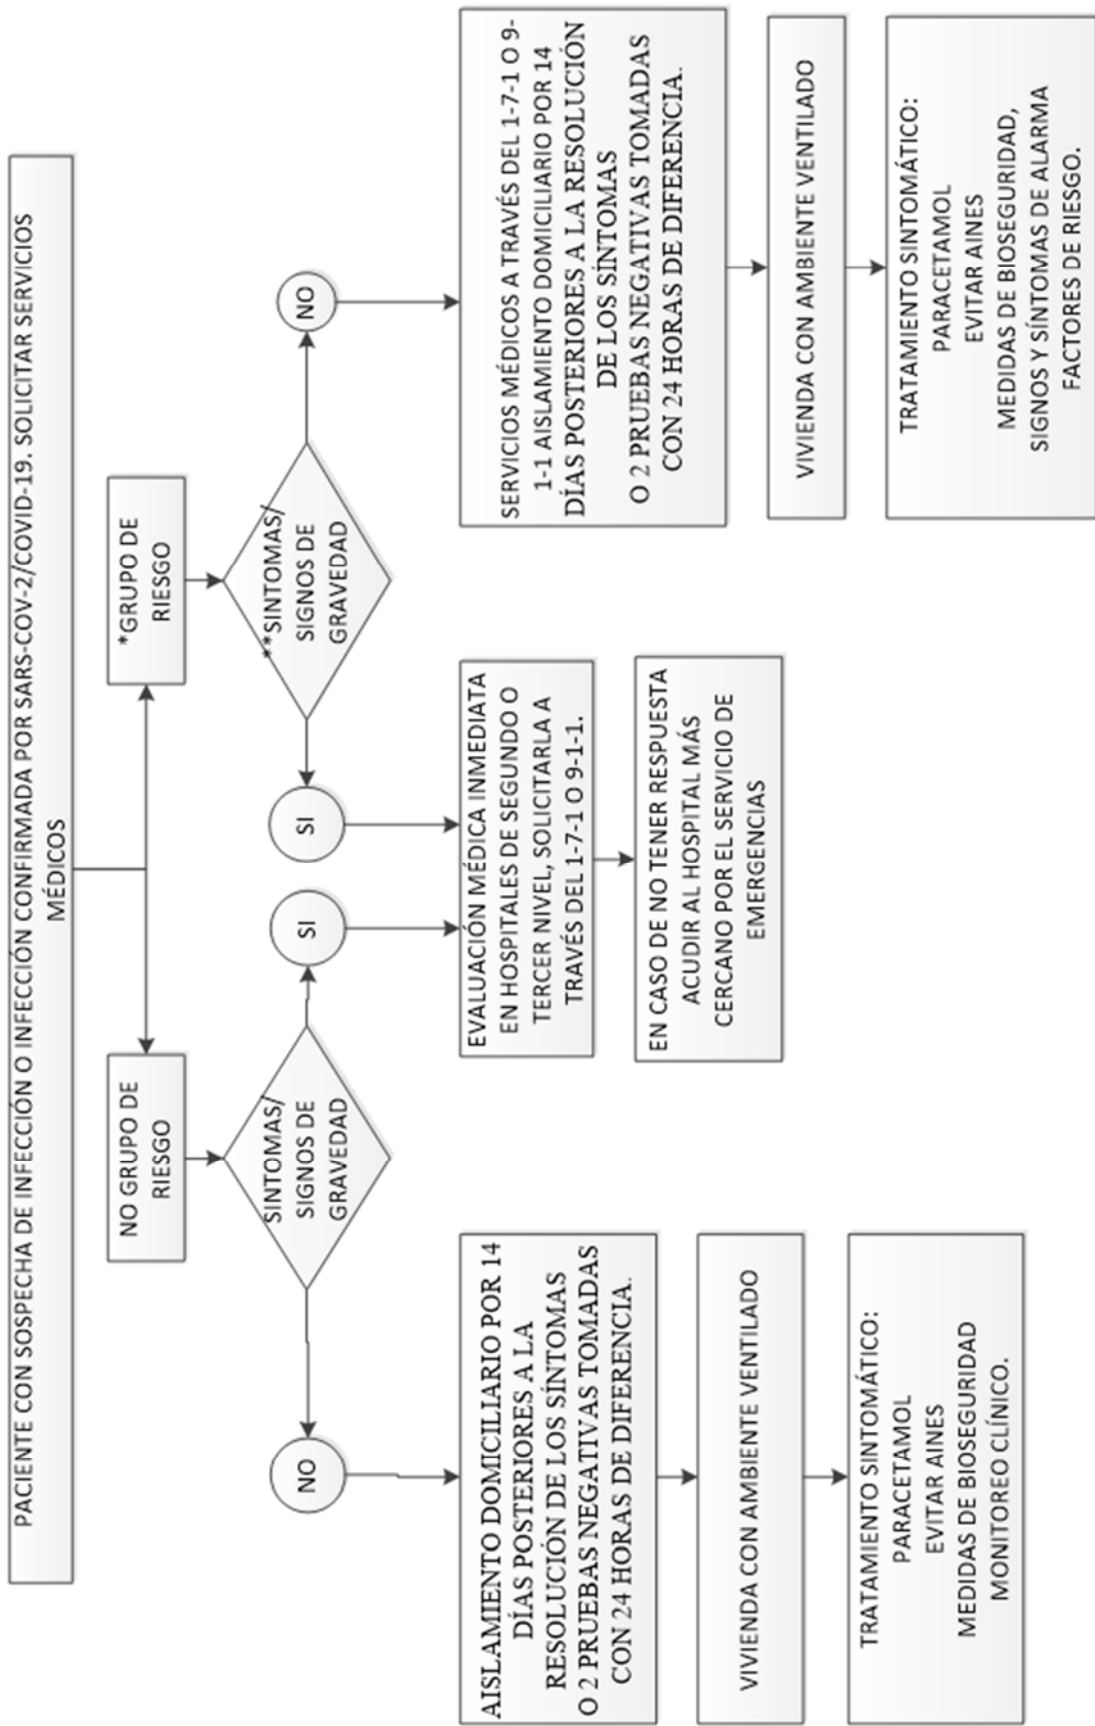 PACIENTE CON SOSPECHA DE INFECCIÓN O INFECCIÓN CONFIRMADA POR SARS-COV-2/COVID-19. SOLICITAR SERVICIOS
MÉDICOS
NO GRUPO DE
RIESGO
*GRUPO DE
RIESGO
SINTOMAS/
SIGNOS DE
GRAVEDAD
**SINTOMAS/
SIGNOS DE
GRAVEDAD
NO
SI
SI
NO
AISLAMIENTO DOMICILIARIO POR 14
DÍAS POSTERIORES A LA
RESOLUCIÓN DE LOS SÍNTOMAS
O 2 PRUEBAS NEGATIVAS TOMADAS
CON 24 HORAS DE DIFERENCIA.
VIVIENDA CON AMBIENTE VENTILADO
TRATAMIENTO SINTOMÁTICO:
PARACETAMOL
EVITAR AINES
MEDIDAS DE BIOSEGURIDAD
MONITOREO CLÍNICO.
EVALUACIÓN MÉDICA INMEDIATA
EN HOSPITALES DE SEGUNDO O
TERCER NIVEL, SOLICITARLA A
TRAVÉS DEL 1-7-1 O 9-1-1.
EN CASO DE NO TENER RESPUESTA
ACUDIR AL HOSPITAL MÁS
CERCANO POR EL SERVICIO DE
EMERGENCIAS
SERVICIOS MÉDICOS A TRAVÉS DEL 1-7-1 O 9-
1-1 AISLAMIENTO DOMICILIARIO POR 14
DÍAS POSTERIORES A LA RESOLUCIÓN
DE LOS SÍNTOMAS
O 2 PRUEBAS NEGATIVAS TOMADAS
CON 24 HORAS DE DIFERENCIA.
VIVIENDA CON AMBIENTE VENTILADO
TRATAMIENTO SINTOMÁTICO:
PARACETAMOL
EVITAR AINES
MEDIDAS DE BIOSEGURIDAD,
SIGNOS Y SÍNTOMAS DE ALARMA
FACTORES DE RIESGO.